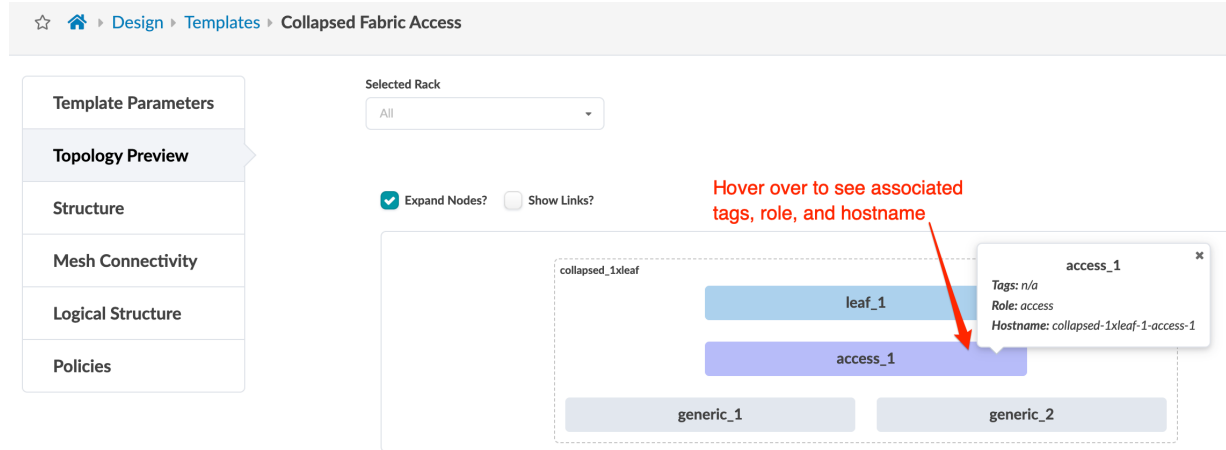 Design Templates Collapsed Fabric Access
Template Parameters
Topology Preview
Structure
Mesh Connectivity
Logical Structure
Policies
Selected Rack
All
Expand Nodes? Show Links?
Hover over to see associated
tags, role, and hostname
collapsed_1xleaf
leaf_1
access_1
generic_1
generic_2
access_1
Tags: n/a
Role: access
Hostname: collapsed-1xleaf-1-access-1